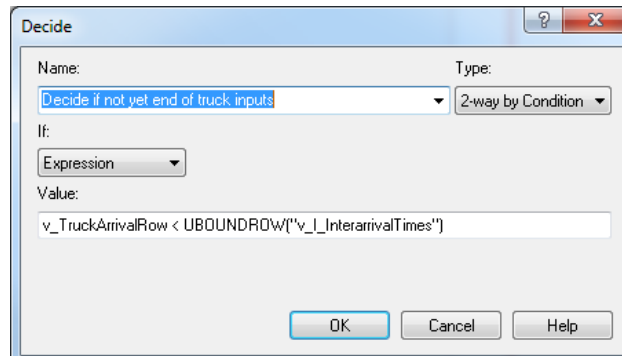 Decide
?
Name: Type:
Decide if not yet end of truck inputs 2-way by Condition
If:
Expression
Value:
v_TruckArrivalRow < UBOUNDROW("v_I_InterarrivalTimes")
OK Cancel Help